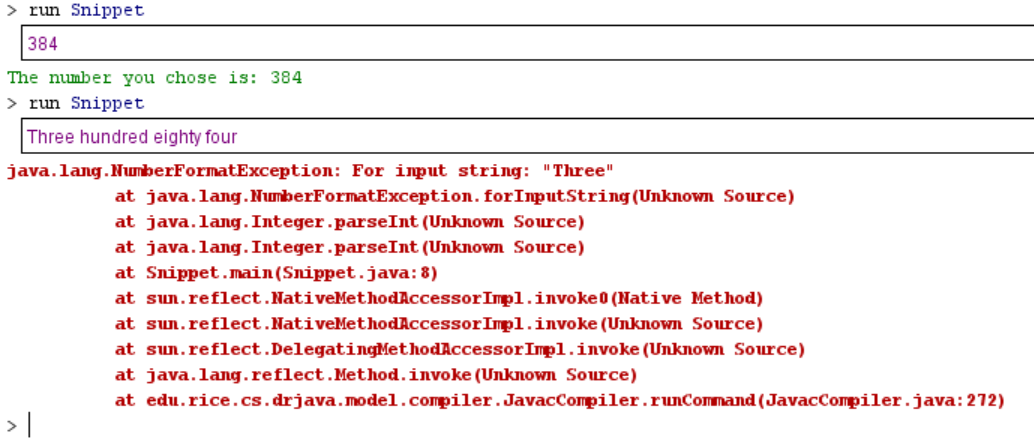 > run Snippet
384
The number you chose is: 384
> run Snippet
Three hundred eighty four
java.lang.NumberFormatException: For input string: "Three"
at java.lang.NumberFormatException.forInputString(Unknown Source)
at java.lang.Integer.parseInt(Unknown Source)
at java.lang.Integer.parseInt(Unknown Source)
at Snippet.main(Snippet.java:8)
at sun.reflect.NativeMethodAccessorImpl.invoke0(Native Method)
at sun.reflect.NativeMethodAccessorImpl.invoke(Unknown Source)
at sun.reflect.DelegatingMethodAccessorImpl.invoke(Unknown Source)
at java.lang.reflect.Method.invoke(Unknown Source)
at edu.rice.cs.drjava.model.compiler.JavacCompiler.runCommand(JavacCompiler.java:272)
>